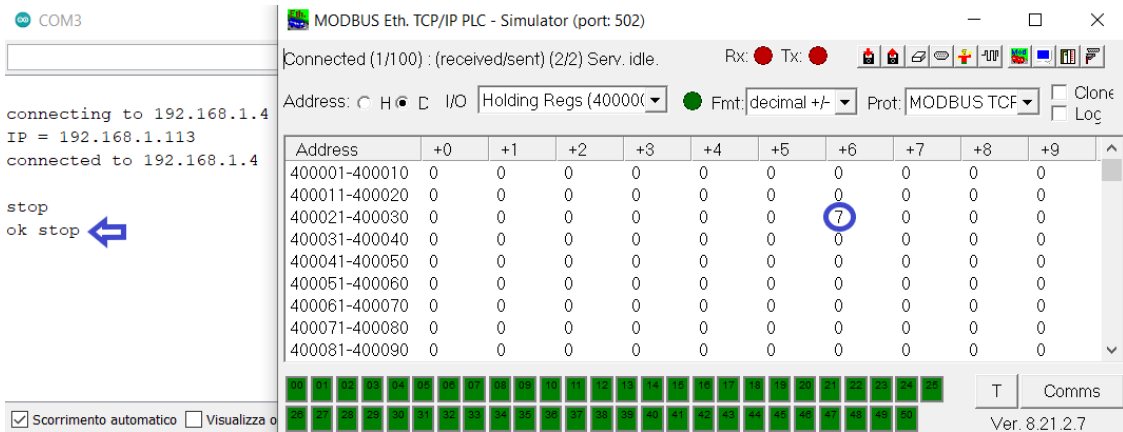 COM3
connecting to 192.168.1.4
IP = 192.168.1.113
connected to 192.168.1.4
stop
ok stop
Scorrimento automatico Visualizza o
MODBUS Eth. TCP/IP PLC - Simulator (port: 502)
Connected (1/100) : (received/sent) (2/2) Serv. idle. Rx: Tx:
Address: H D I/O Holding Regs (40000( Fmt: decimal +/- Prot: MODBUS TCF Clone
Log
Address +0 +1 +2 +3 +4 +5 +6 +7 +8 +9
400001-400010 0 0 0 0 0 0 0 0 0 0
400011-400020 0 0 0 0 0 0 0 0 0 0
400021-400030 0 0 0 0 0 0 7 0 0 0
400031-400040 0 0 0 0 0 0 0 0 0 0
400041-400050 0 0 0 0 0 0 0 0 0 0
400051-400060 0 0 0 0 0 0 0 0 0 0
400061-400070 0 0 0 0 0 0 0 0 0 0
400071-400080 0 0 0 0 0 0 0 0 0 0
400081-400090 0 0 0 0 0 0 0 0 0 0
00 01 02 03 04 05 06 07 08 09 10 11 12 13 14 15 16 17 18 19 20 21 22 23 24 25 T Comms
26 27 28 29 30 31 32 33 34 35 36 37 38 39 40 41 42 43 44 45 46 47 48 49 50 Ver. 8.21.2.7